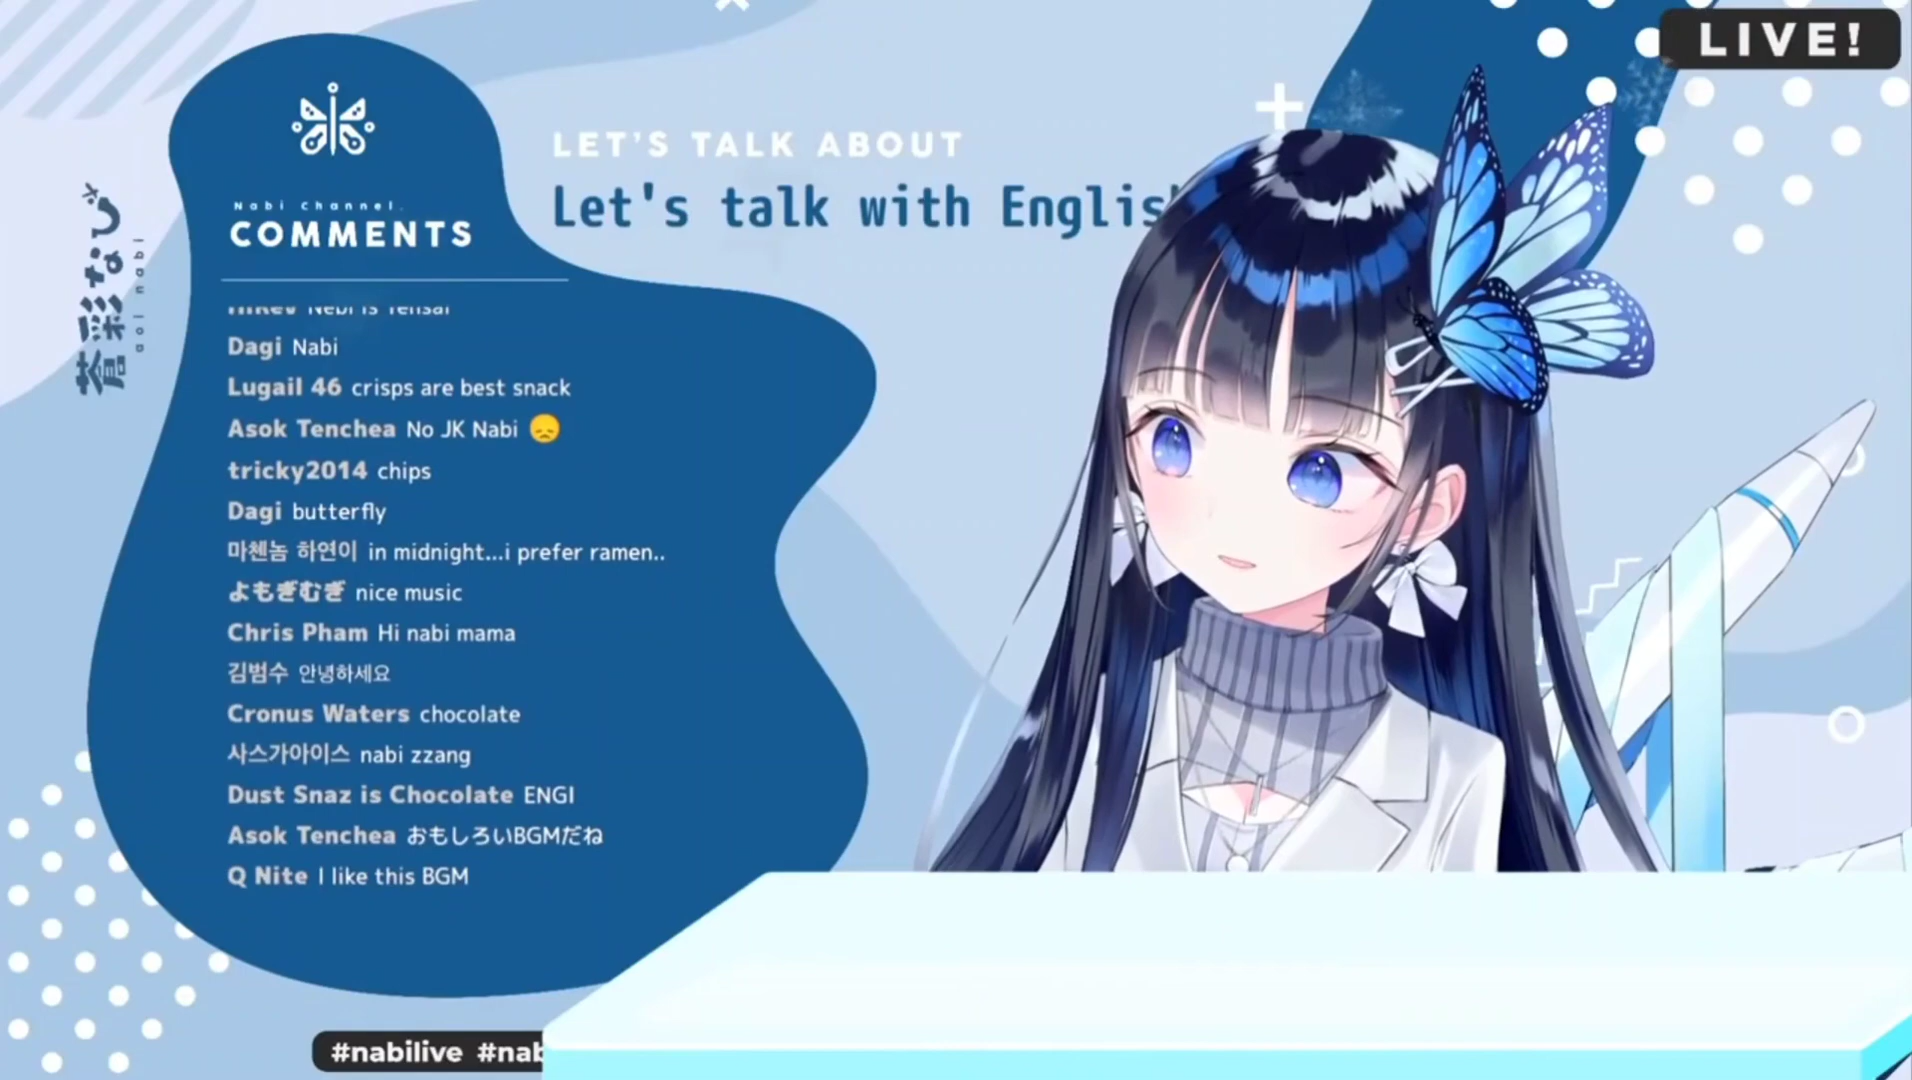 LIVE!
LET'S TALK ABOUT
Let's talk with Englis
Nabi Channel.
COMMENTS
蒼彩なび
aoi nabi
Nabi is Tensai
Dagi Nabi
Lugail 46 crisps are best snack
Asok Tenchea No JK Nabi 😞
tricky2014 chips
Dagi butterfly
마첸놈 하연이 in midnight...i prefer ramen..
よもぎむぎ nice music
Chris Pham Hi nabi mama
김범수 안녕하세요
Cronus Waters chocolate
사스가아이스 nabi zzang
Dust Snaz is Chocolate ENGI
Asok Tenchea おもしろいBGMだね
Q Nite I like this BGM
#nabilive #nab